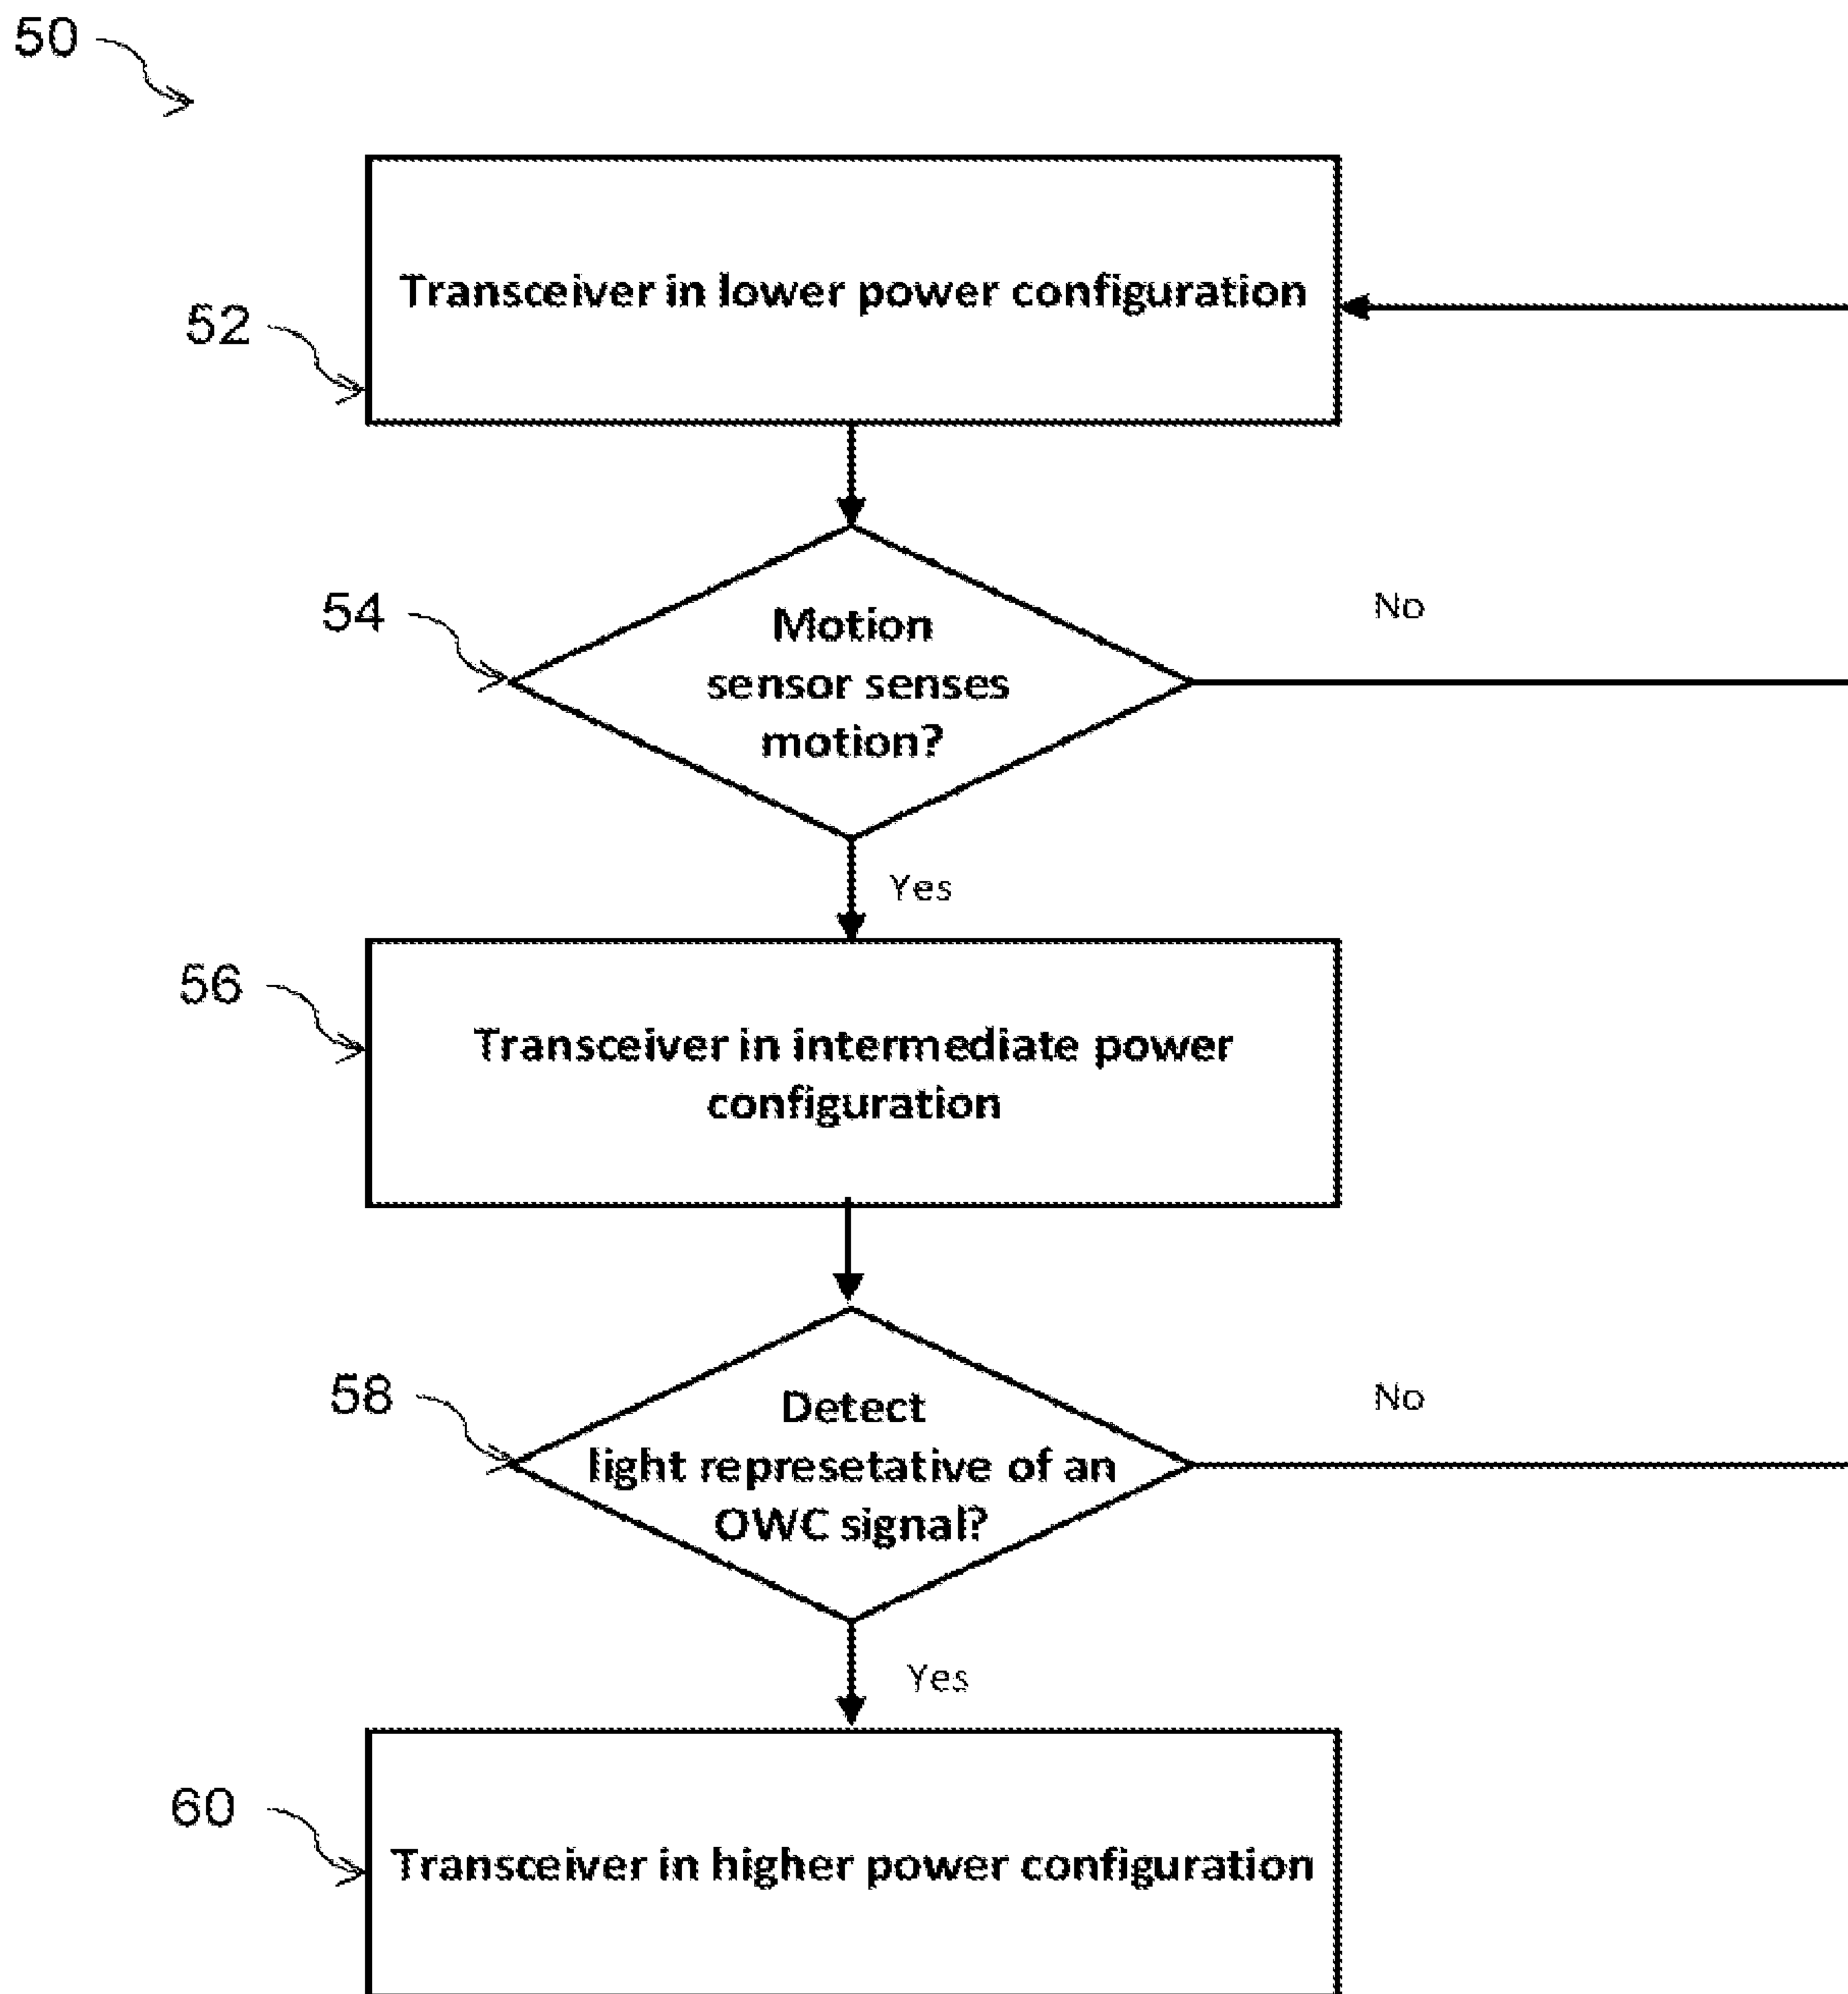 50
Transceiver in lower power configuration
52
54
Motion
sensor senses
motion?
No
Yes
56
Transceiver in intermediate power
configuration
58
Detect
light represetative of an
OWC signal?
No
Yes
60
Transceiver in higher power configuration